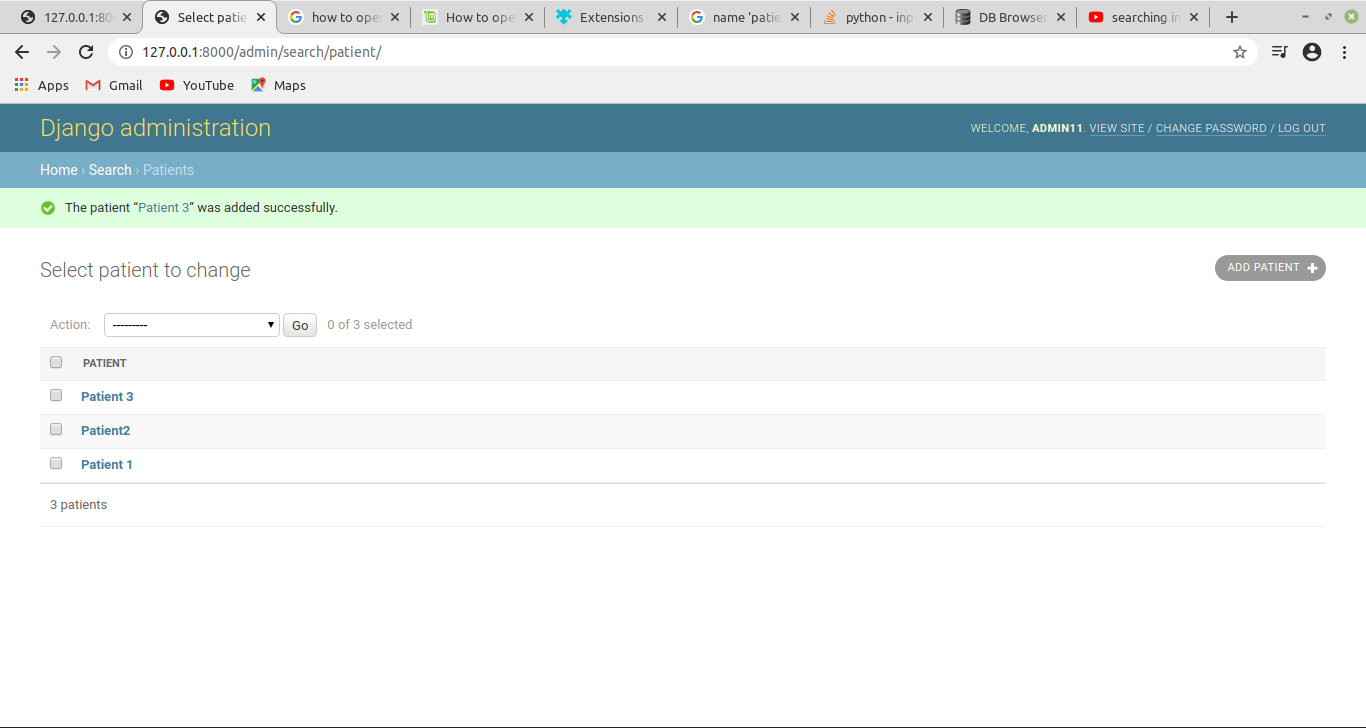 127.0.0.1:80 Select patie how to ope How to ope Extensions name 'patie python - inp DB Browser searching in
127.0.0.1:8000/admin/search/patient/
Apps Gmail YouTube Maps
Django administration
WELCOME, ADMIN11. VIEW SITE / CHANGE PASSWORD / LOG OUT
Home › Search › Patients
The patient “Patient 3” was added successfully.
Select patient to change
ADD PATIENT
Action: --------- Go 0 of 3 selected
PATIENT
Patient 3
Patient2
Patient 1
3 patients